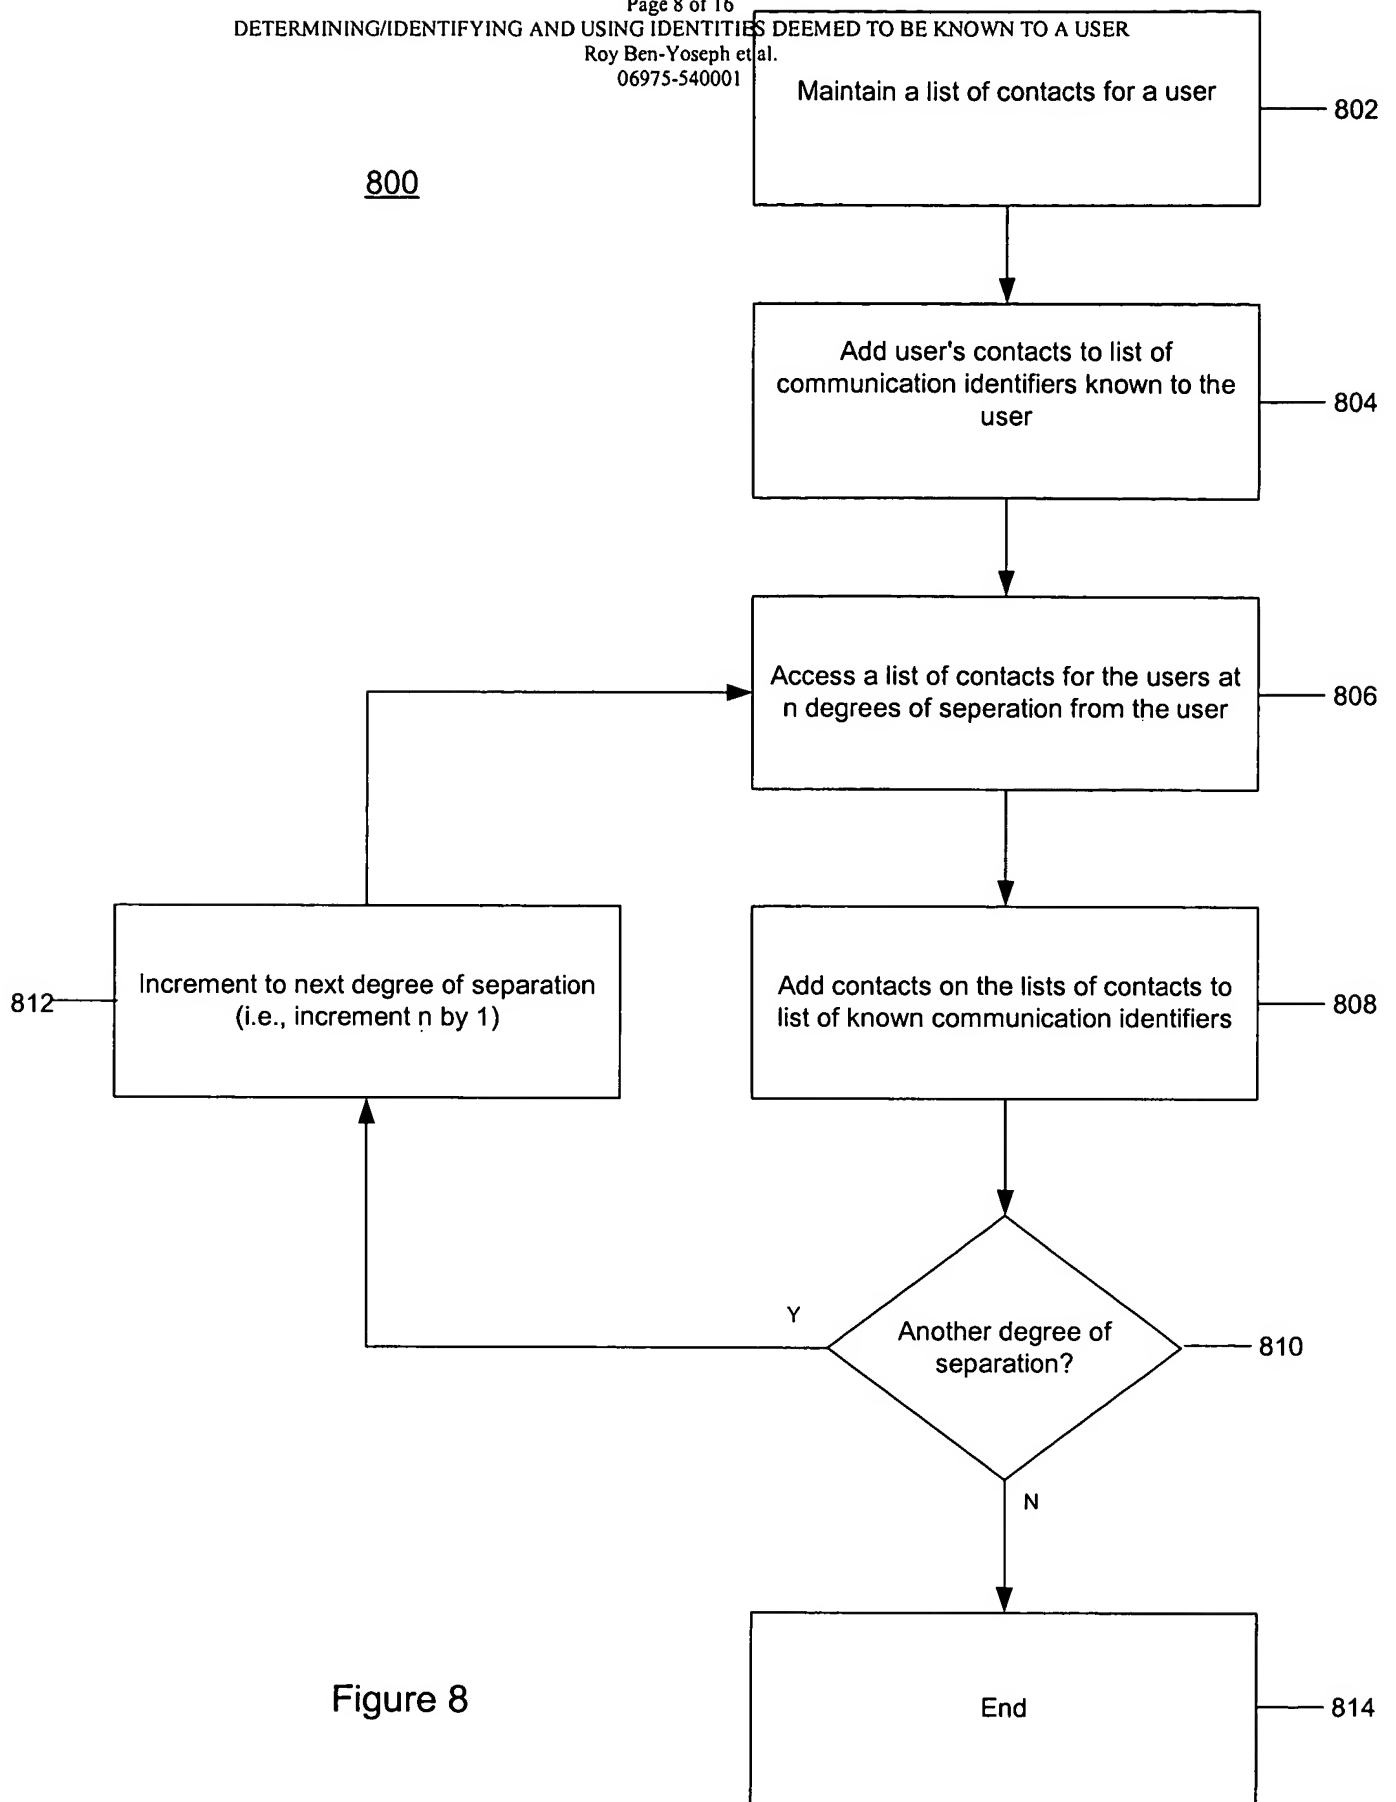 Page 8 of 16
DETERMINING/IDENTIFYING AND USING IDENTITIES DEEMED TO BE KNOWN TO A USER
Roy Ben-Yoseph et al.
06975-540001
Maintain a list of contacts for a user
802
800
Add user's contacts to list of
communication identifiers known to the
user
804
Access a list of contacts for the users at
n degrees of seperation from the user
806
Increment to next degree of separation
(i.e., increment n by 1)
812
Add contacts on the lists of contacts to
list of known communication identifiers
808
Y
Another degree of
separation?
810
N
Figure 8
End
814